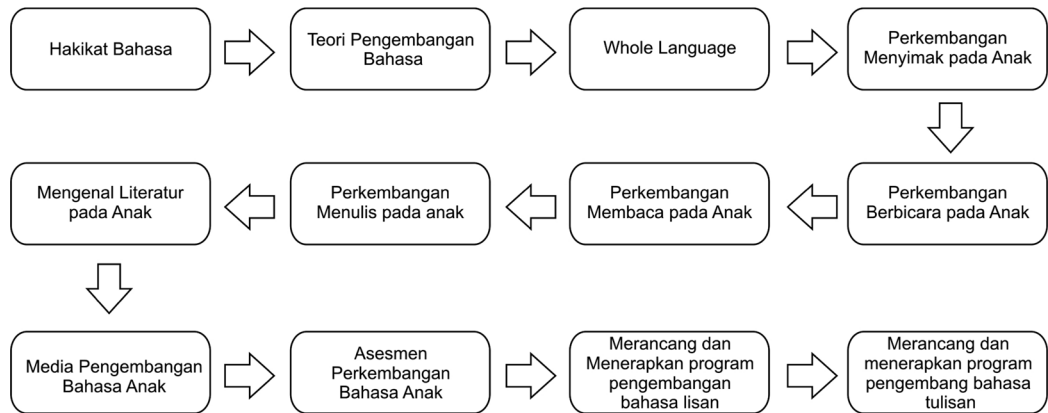 Hakikat Bahasa
Teori Pengembangan
Bahasa
Whole Language
Perkembangan
Menyimak pada Anak
Perkembangan
Berbicara pada Anak
Perkembangan
Membaca pada Anak
Perkembangan
Menulis pada anak
Mengenal Literatur
pada Anak
Media Pengembangan
Bahasa Anak
Asesmen
Perkembangan
Bahasa Anak
Merancang dan
Menerapkan program
pengembangan
bahasa lisan
Merancang dan
menerapkan program
pengembang bahasa
tulisan